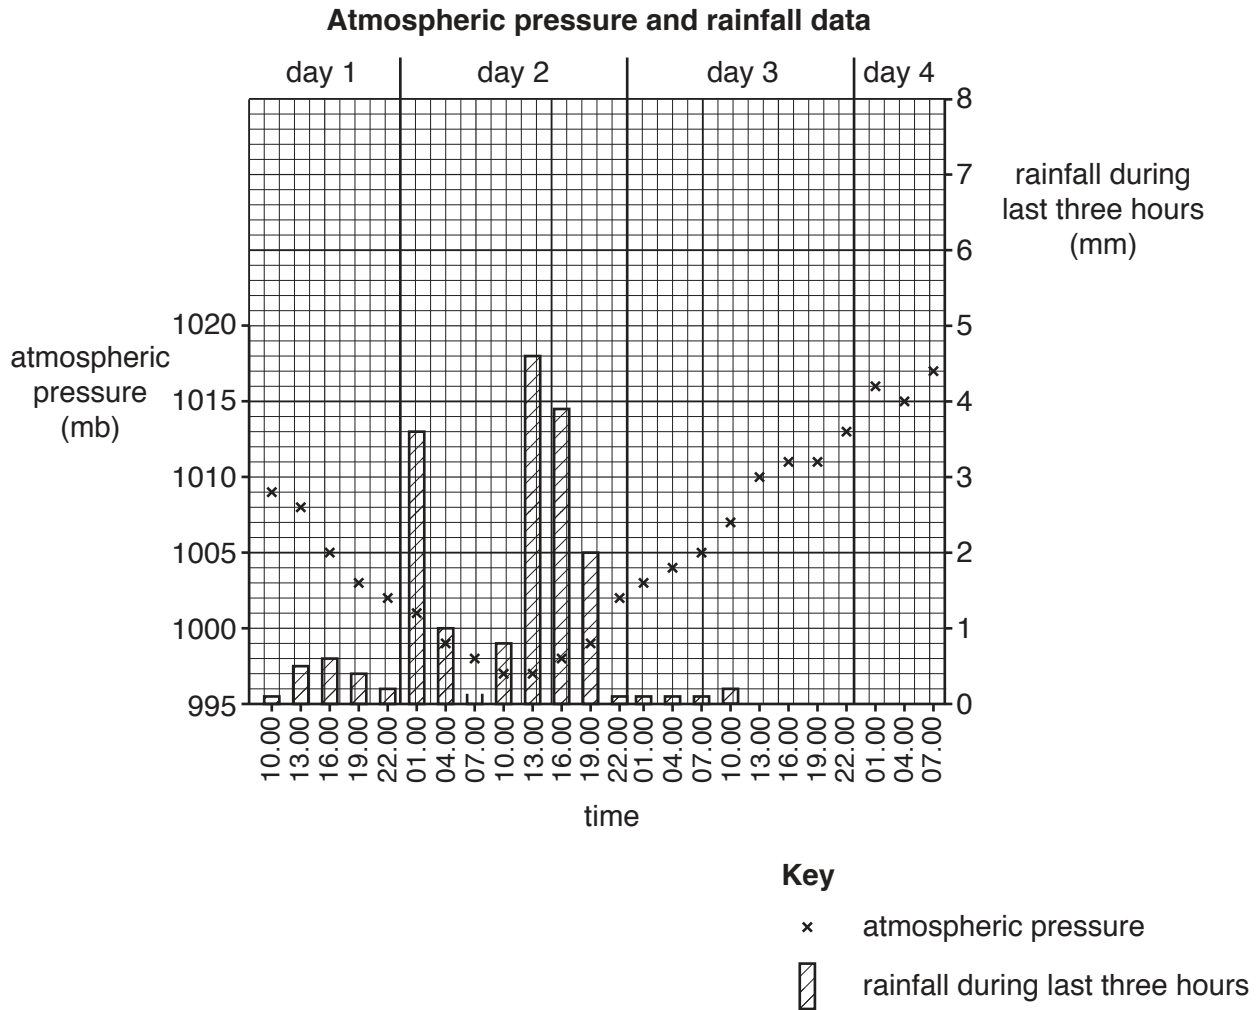 Atmospheric pressure and rainfall data
day 1
day 2
day 3
day 4
atmospheric
pressure
(mb)
1020
1015
1010
1005
1000
995
8
7
6
5
4
3
2
1
0
rainfall during
last three hours
(mm)
10.00
13.00
16.00
19.00
22.00
01.00
04.00
07.00
10.00
13.00
16.00
19.00
22.00
01.00
04.00
07.00
10.00
13.00
16.00
19.00
22.00
01.00
04.00
07.00
time
Key
atmospheric pressure
rainfall during last three hours